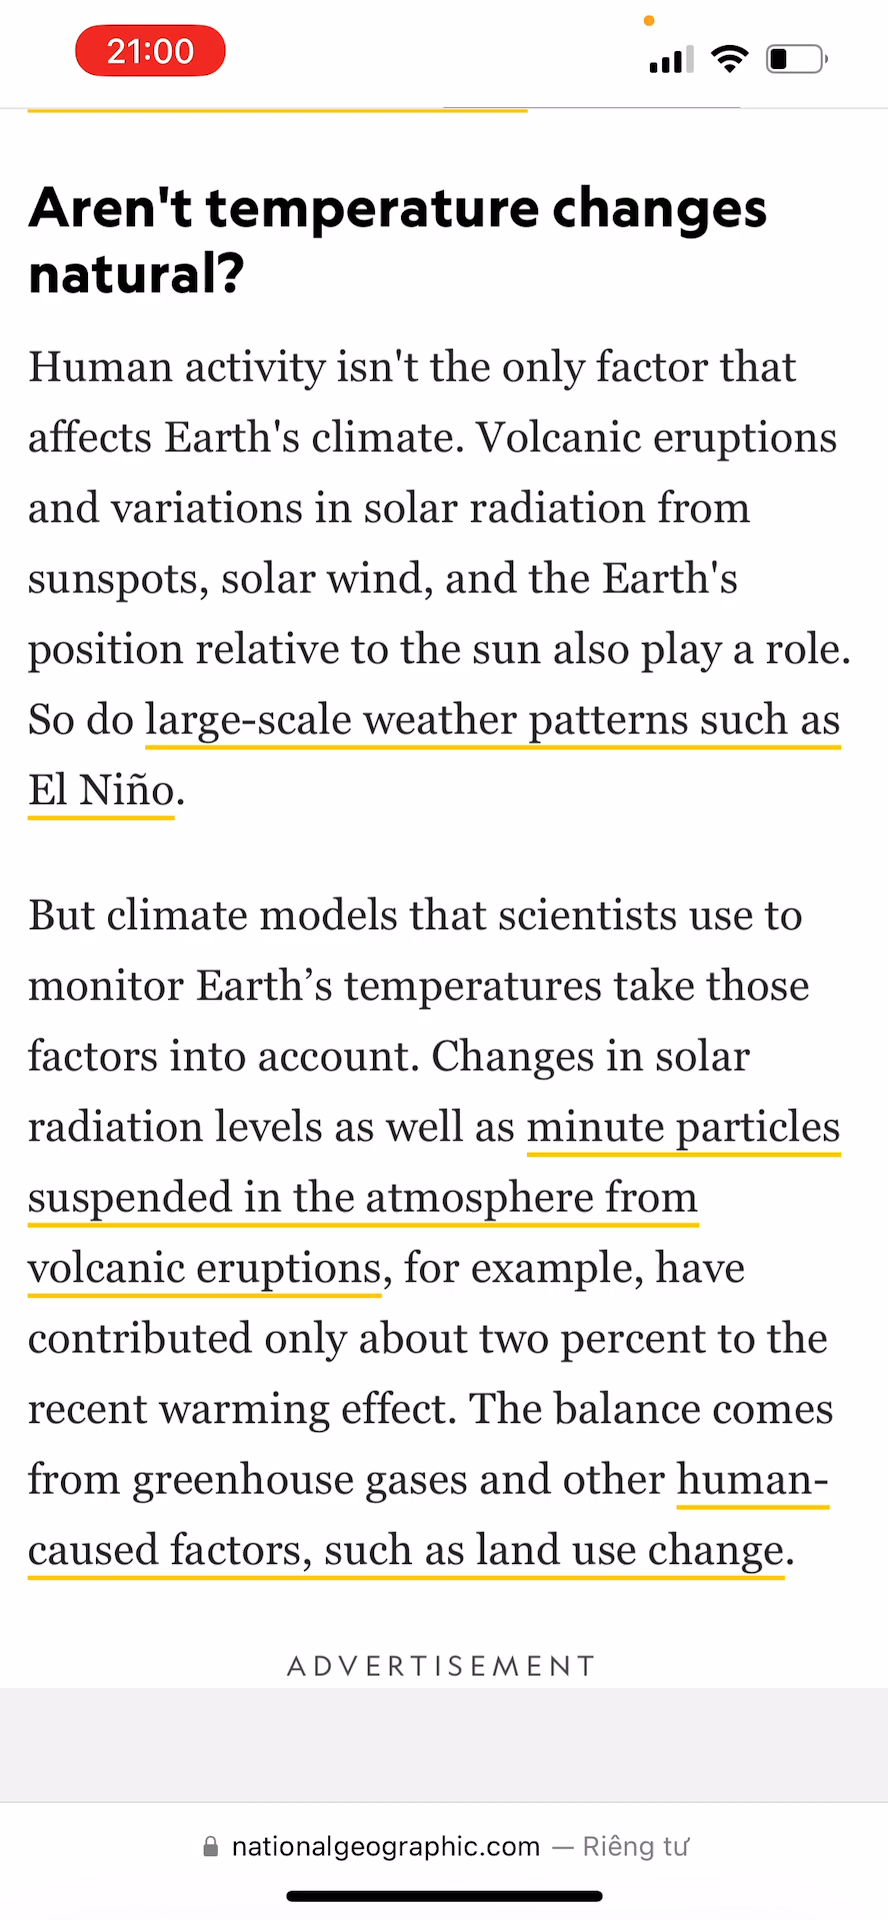 21:00
Aren't temperature changes
natural?
Human activity isn't the only factor that
affects Earth's climate. Volcanic eruptions
and variations in solar radiation from
sunspots, solar wind, and the Earth's
position relative to the sun also play a role.
So do large-scale weather patterns such as
El Niño.
But climate models that scientists use to
monitor Earth’s temperatures take those
factors into account. Changes in solar
radiation levels as well as minute particles
suspended in the atmosphere from
volcanic eruptions, for example, have
contributed only about two percent to the
recent warming effect. The balance comes
from greenhouse gases and other human-
caused factors, such as land use change.
ADVERTISEMENT
nationalgeographic.com — Riêng tư